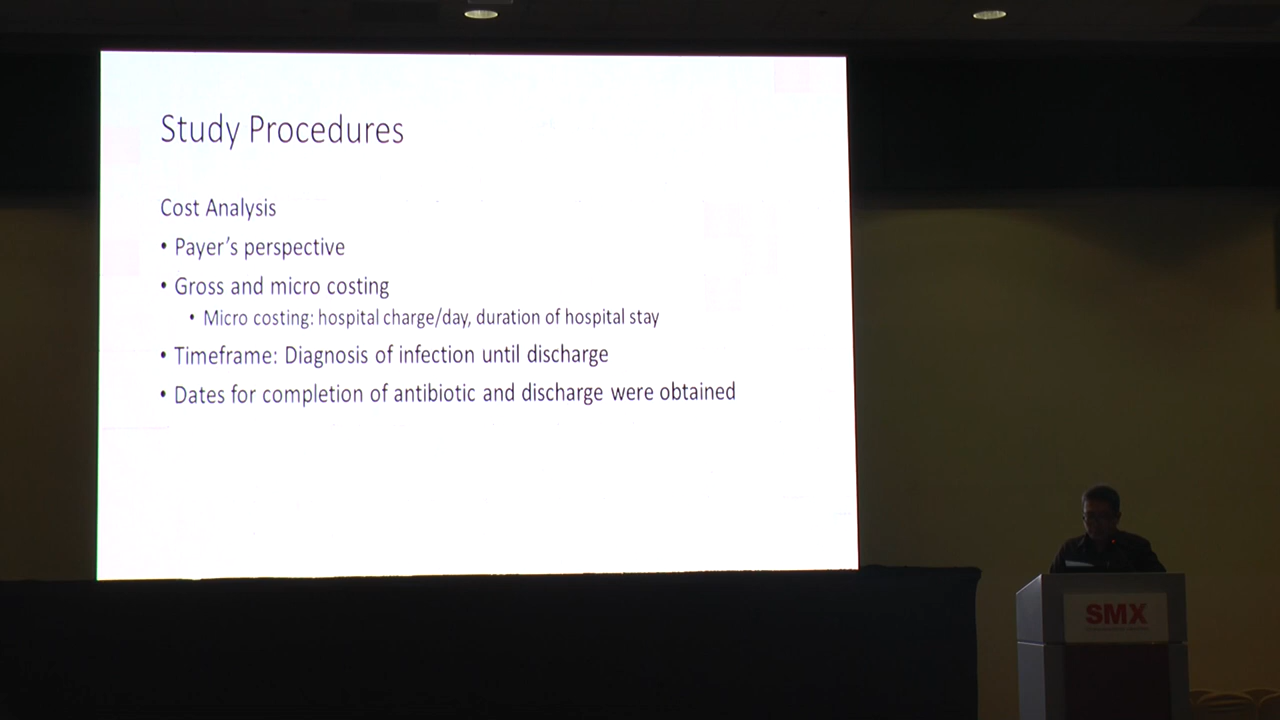 Study Procedures
Cost Analysis
• Payer's perspective
• Gross and micro costing
• Micro costing: hospital charge/day, duration of hospital stay
• Timeframe: Diagnosis of infection until discharge
• Dates for completion of antibiotic and discharge were obtained
SMX